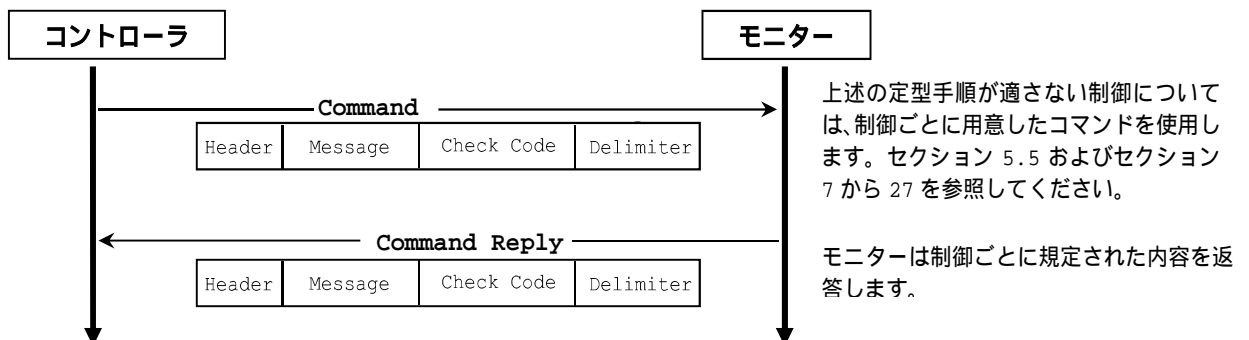 コントローラ
モニター
Command
Header Message Check Code Delimiter
Command Reply
Header Message Check Code Delimiter
上述の定型手順が適さない制御について
は、制御ごとに用意したコマンドを使用し
ます。セクション 5.5 およびセクション
7 から 27 を参照してください。
モニターは制御ごとに規定された内容を返
答します。